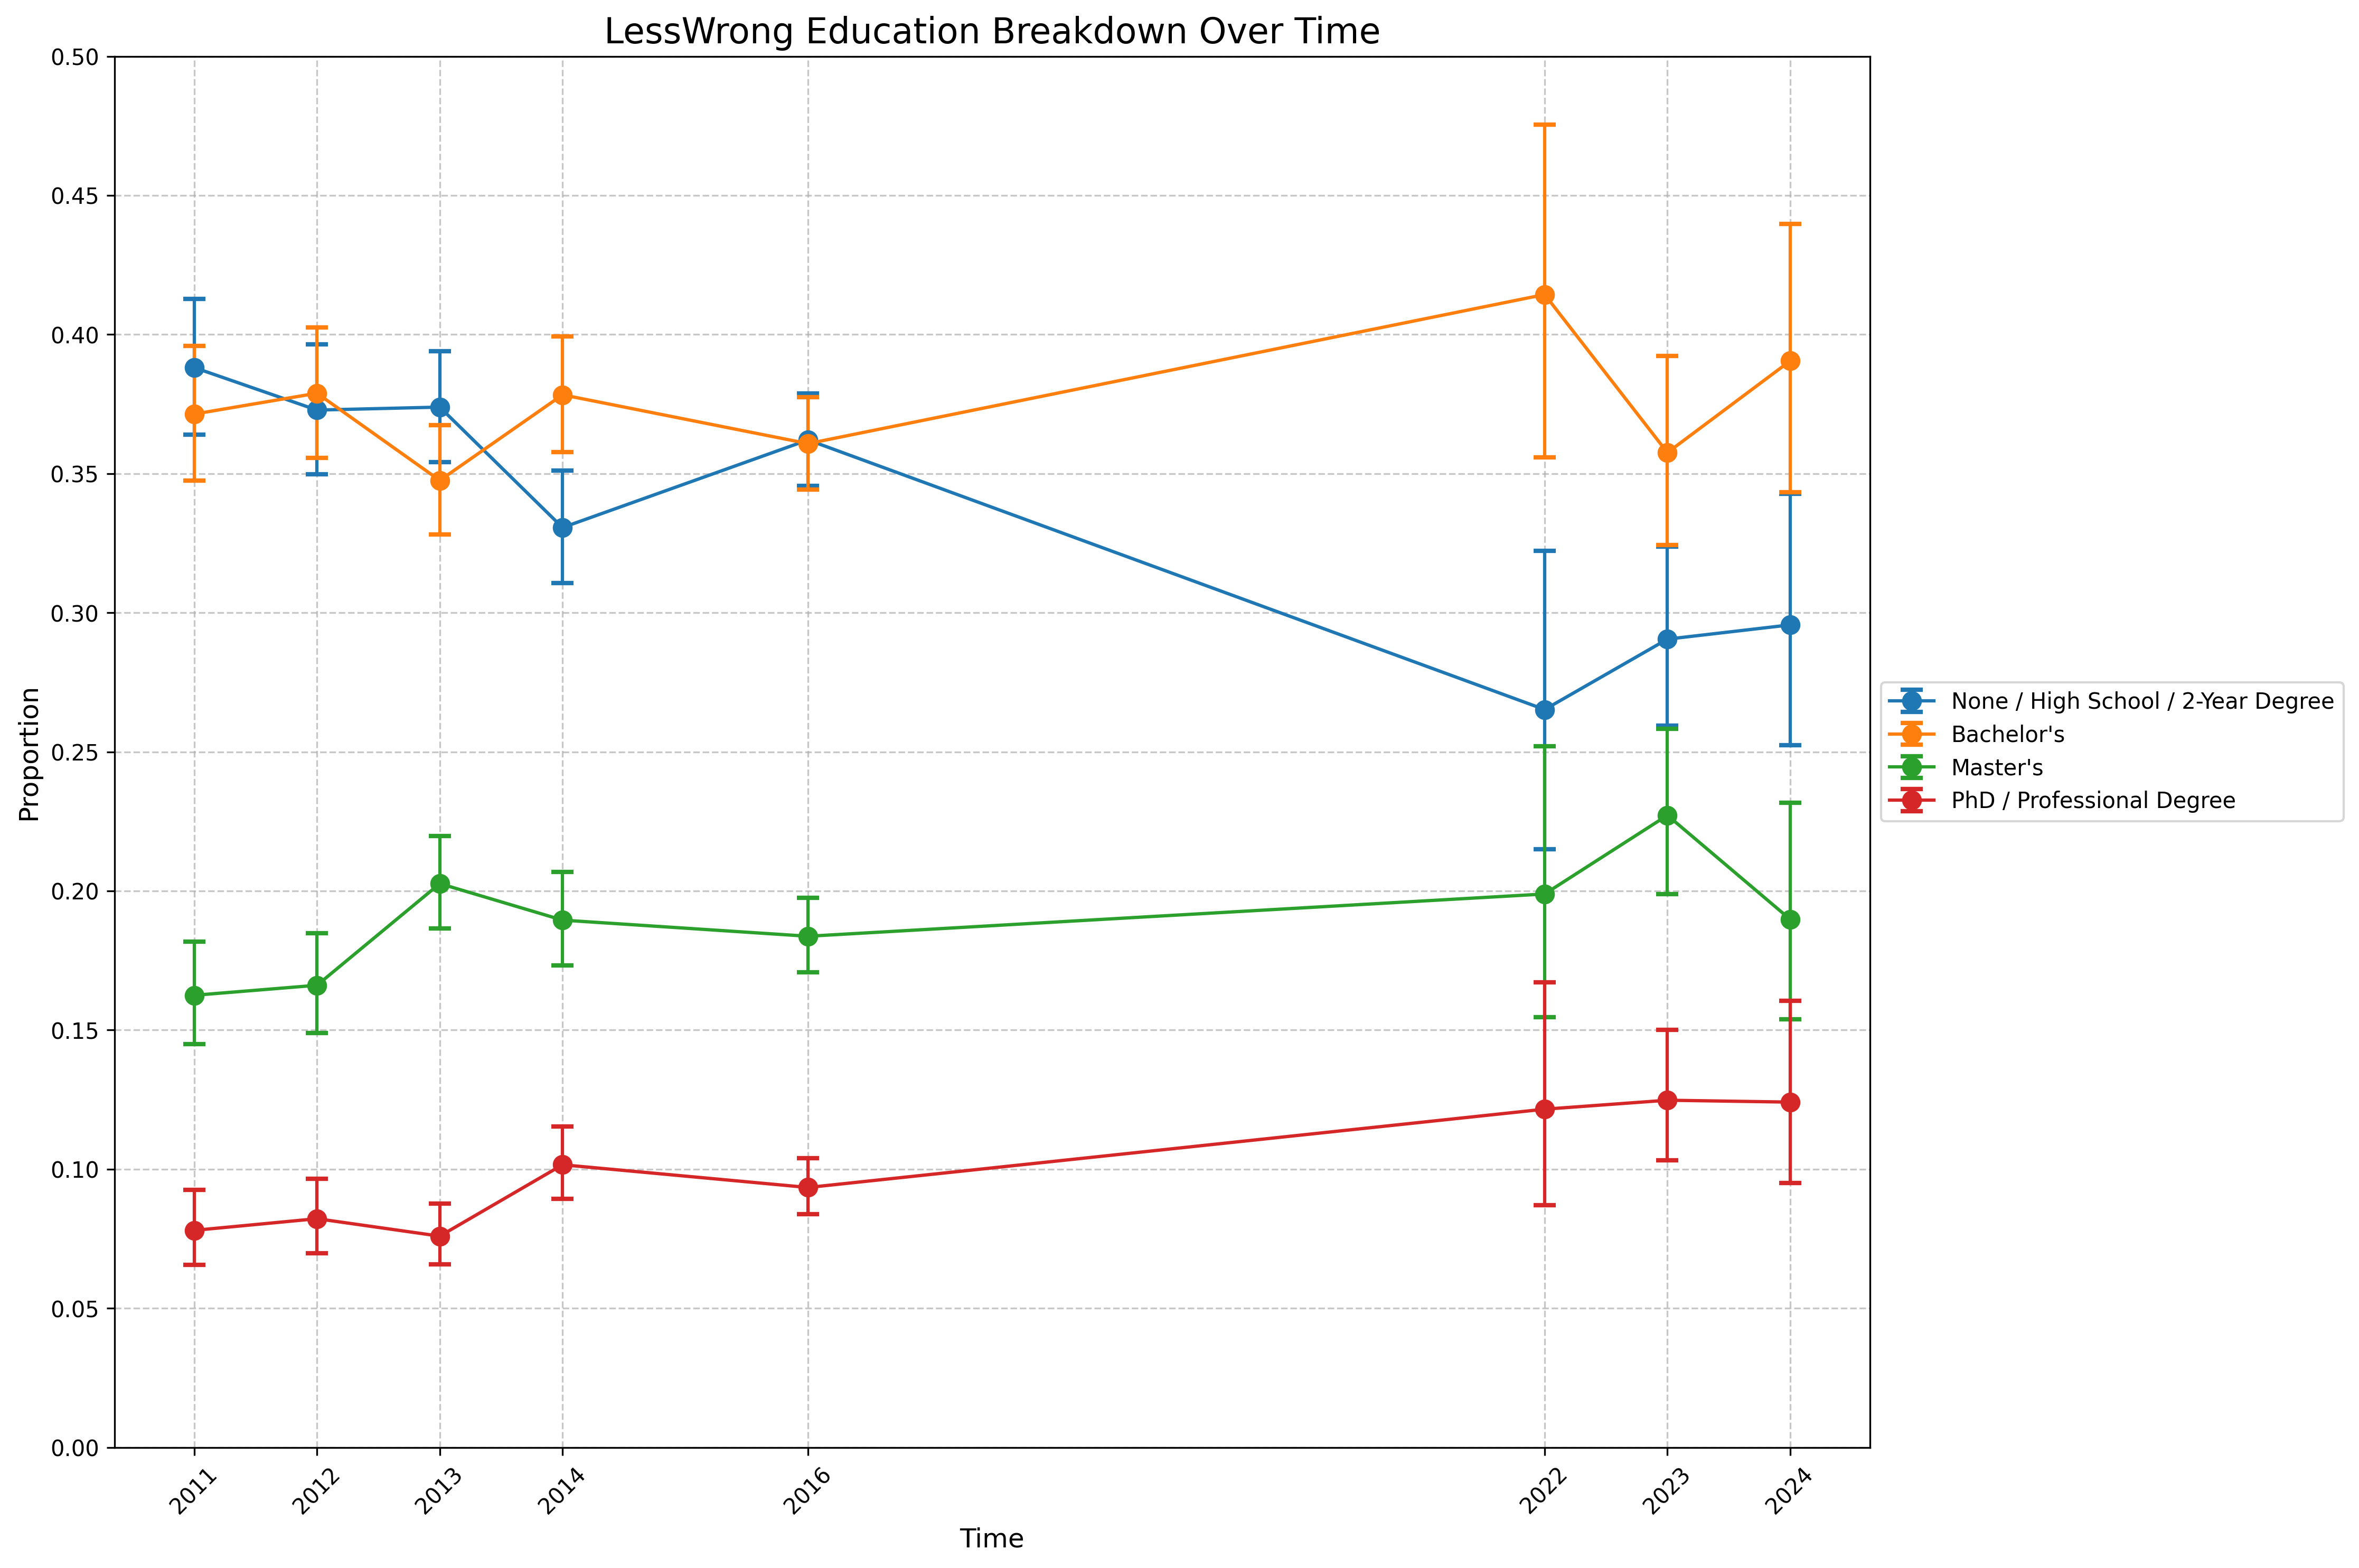 LessWrong Education Breakdown Over Time
0.50
0.45
0.40
0.35
0.30
0.25
0.20
0.15
0.10
0.05
0.00
Proportion
2011
2012
2013
2014
2016
2022
2023
2024
Time
None / High School / 2-Year Degree
Bachelor's
Master's
PhD / Professional Degree